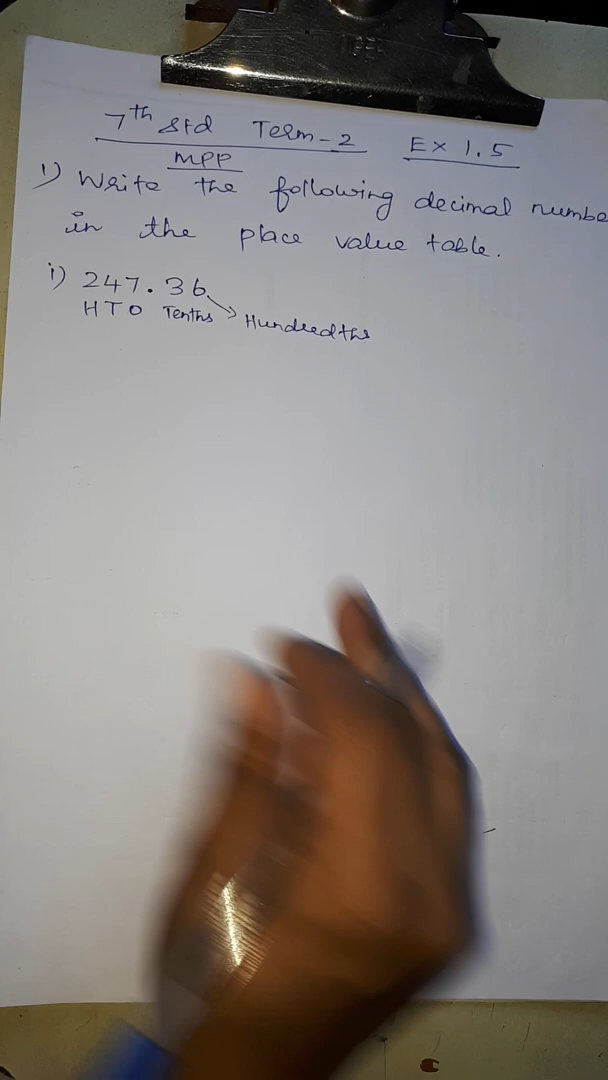 7th Std Term-2 Ex 1.5
MPP
1) Write the following decimal numbe
in the place value table.
i) 247.36
H T O Tenths Hundredths